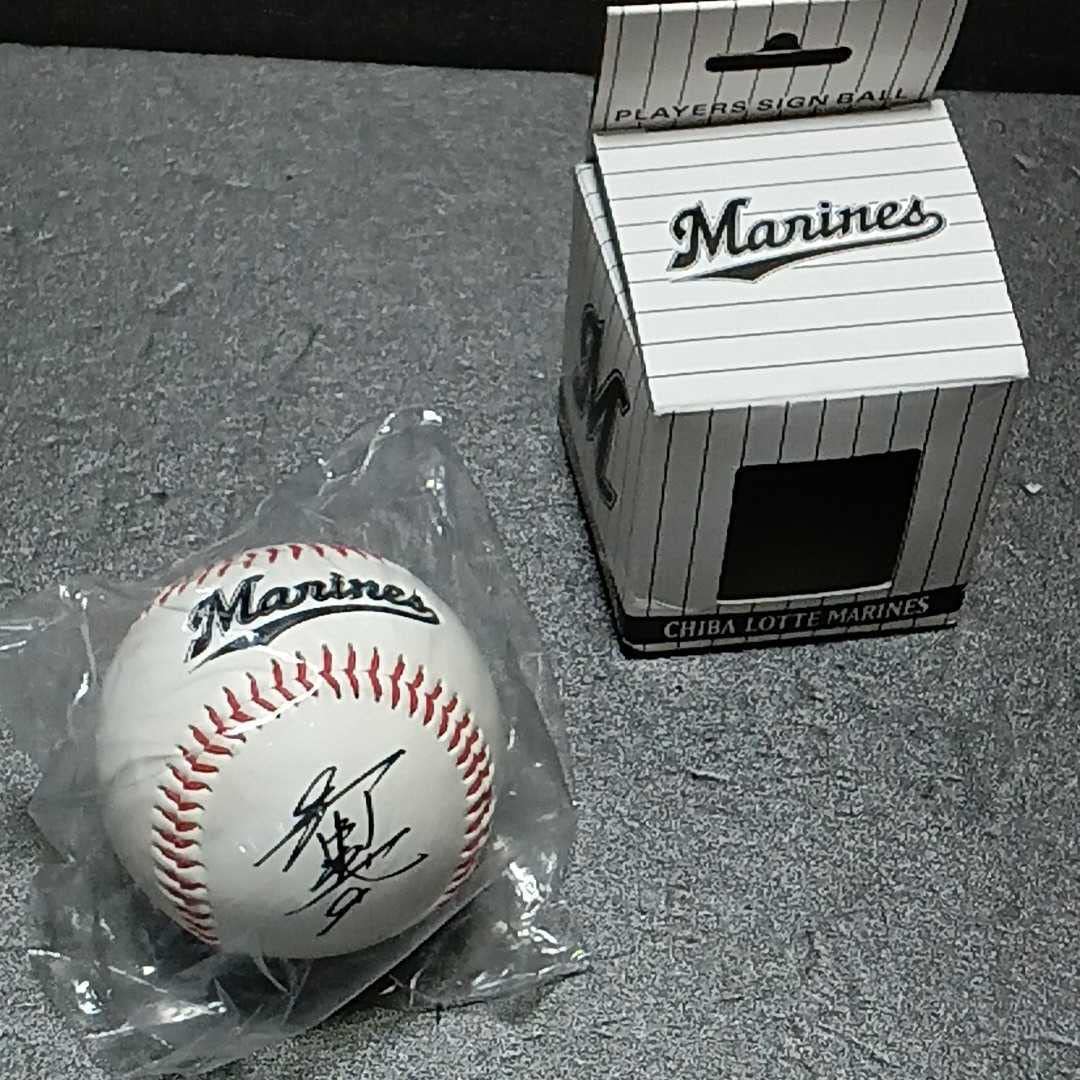 PLAYERS SIGN BALL
Marines
M
CHIBA LOTTE MARINES
Marines